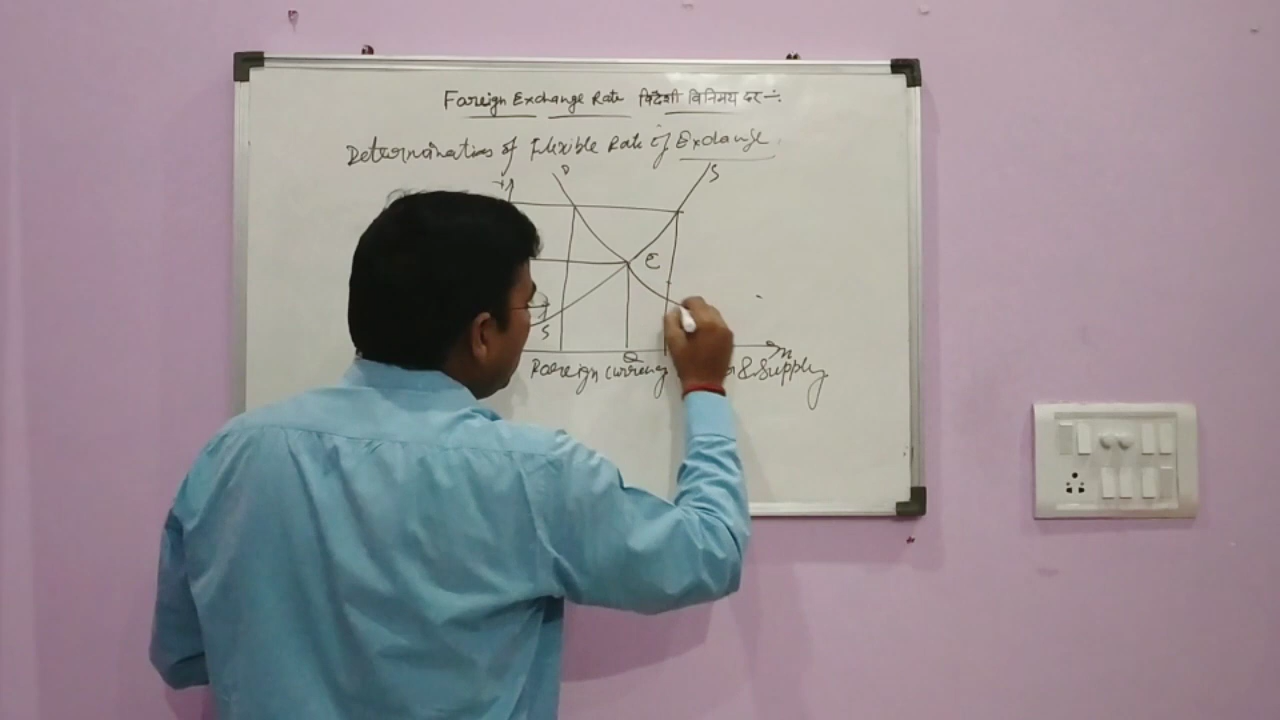 Foreign Exchange Rate विदेशी विनिमय दर ÷.
Determination of Flexible Rate of Exchange
Y D S
E
S
Q
Foreign Currency & Supply